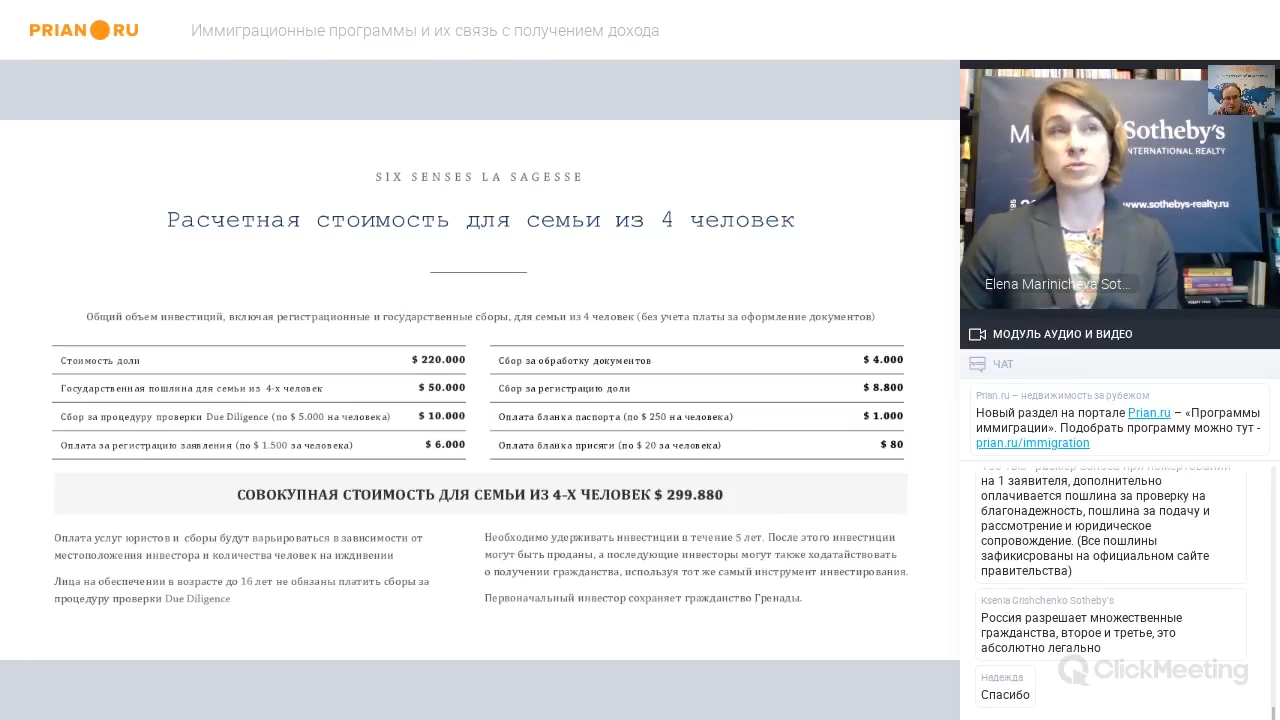 PRIAN RU
Иммиграционные программы и их связь с получением дохода
SIX SENSES LA SAGESSE
Расчетная стоимость для семьи из 4 человек
Общий объем инвестиций, включая регистрационные и государственные сборы, для семьи из 4 человек (без учета платы за оформление документов)
Стоимость доли $ 220.000
Государственная пошлина для семьи из 4-х человек $ 50.000
Сбор за процедуру проверки Due Diligence (по $ 5.000 на человека) $ 10.000
Оплата за регистрацию заявления (по $ 1.500 за человека) $ 6.000
Сбор за обработку документов $ 4.000
Сбор за регистрацию доли $ 8.800
Оплата бланка паспорта (по $ 250 на человека) $ 1.000
Оплата бланка присяги (по $ 20 за человека) $ 80
СОВОКУПНАЯ СТОИМОСТЬ ДЛЯ СЕМЬИ ИЗ 4-Х ЧЕЛОВЕК $ 299.880
Оплата услуг юристов и сборы будут варьироваться в зависимости от
местоположения инвестора и количества человек на иждивении
Лица на обеспечении в возрасте до 16 лет не обязаны платить сборы за
процедуру проверки Due Diligence
Необходимо удерживать инвестиции в течение 5 лет. После этого инвестиции
могут быть проданы, а последующие инвесторы могут также ходатайствовать
о получении гражданства, используя тот же самый инструмент инвестирования.
Первоначальный инвестор сохраняет гражданство Гренады.
Sotheby's
INTERNATIONAL REALTY
www.sothebys-realty.ru
Elena Marinicheva Sot...
МОДУЛЬ АУДИО И ВИДЕО
ЧАТ
Prian.ru – недвижимость за рубежом
Новый раздел на портале Prian.ru – «Программы
иммиграции». Подобрать программу можно тут -
prian.ru/immigration
на 1 заявителя, дополнительно
оплачивается пошлина за проверку на
благонадежность, пошлина за подачу и
рассмотрение и юридическое
сопровождение. (Все пошлины
зафиксированы на официальном сайте
правительства)
Ksenia Grishchenko Sotheby's
Россия разрешает множественные
гражданства, второе и третье, это
абсолютно легально
ClickMeeting
Надежда
Спасибо